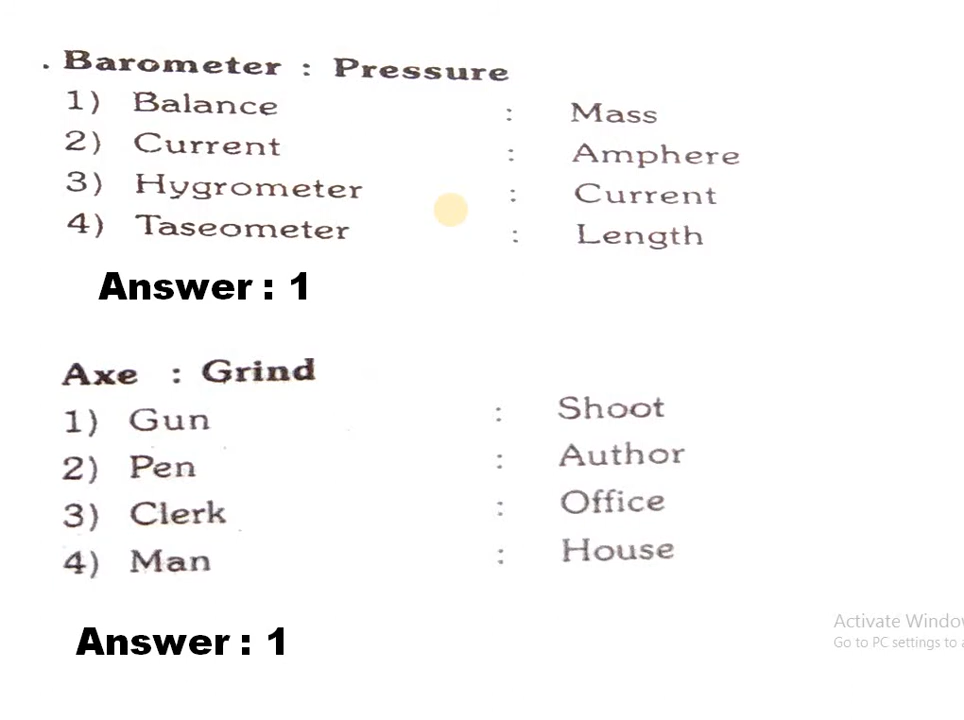 . Barometer : Pressure
1) Balance : Mass
2) Current : Amphere
3) Hygrometer : Current
4) Taseometer : Length
Answer : 1
Axe : Grind
1) Gun : Shoot
2) Pen : Author
3) Clerk : Office
4) Man : House
Answer : 1
Activate Window
Go to PC settings to a